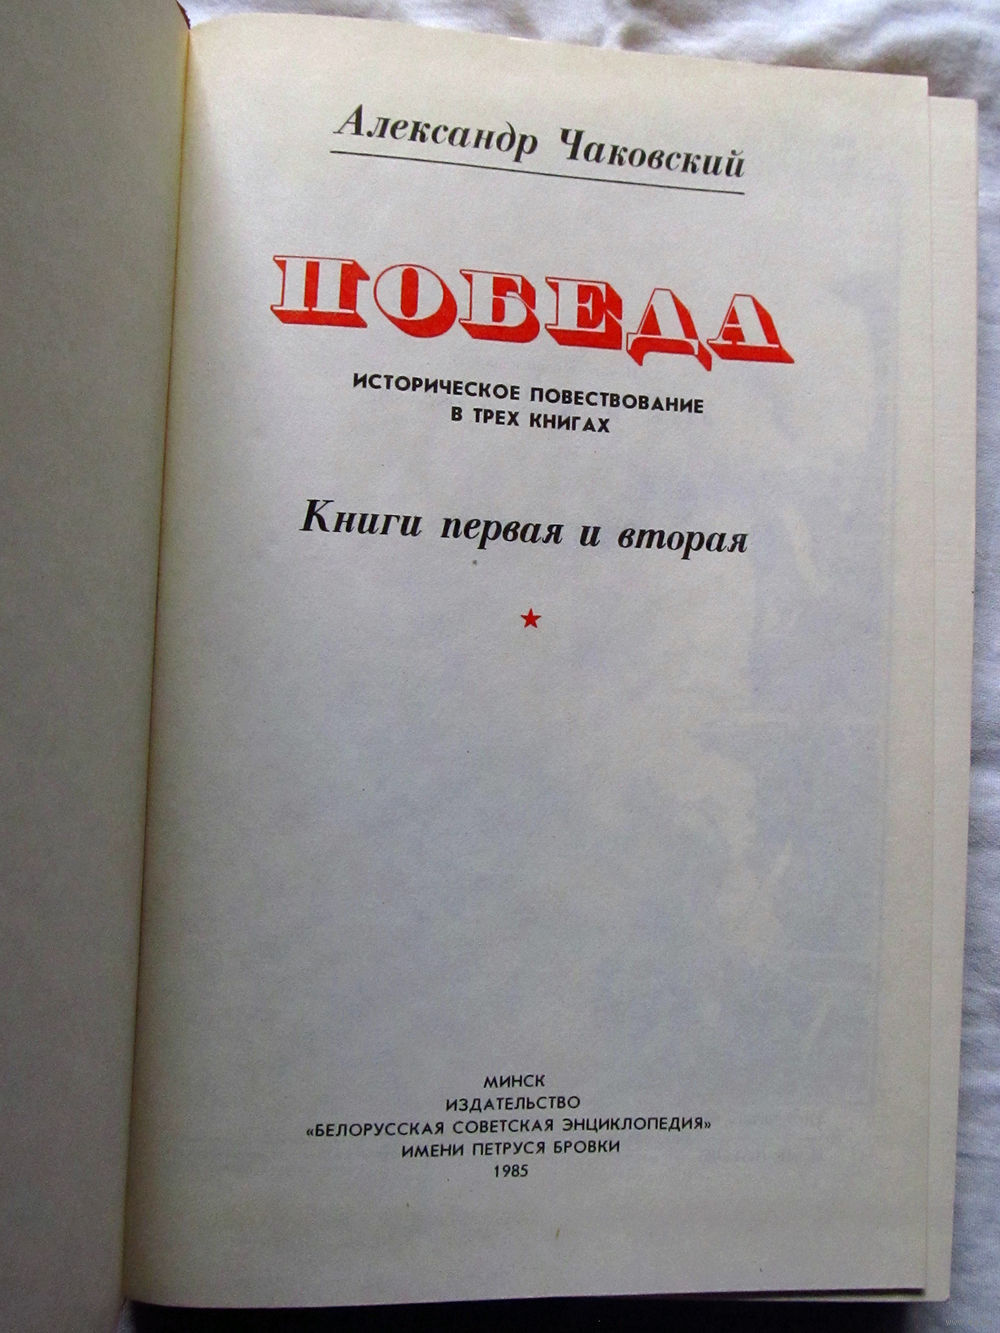 Александр Чаковский
ПОБЕДА
ИСТОРИЧЕСКОЕ ПОВЕСТВОВАНИЕ
В ТРЕХ КНИГАХ
Книги первая и вторая
МИНСК
ИЗДАТЕЛЬСТВО
«БЕЛОРУССКАЯ СОВЕТСКАЯ ЭНЦИКЛОПЕДИЯ»
ИМЕНИ ПЕТРУСЯ БРОВКИ
1985